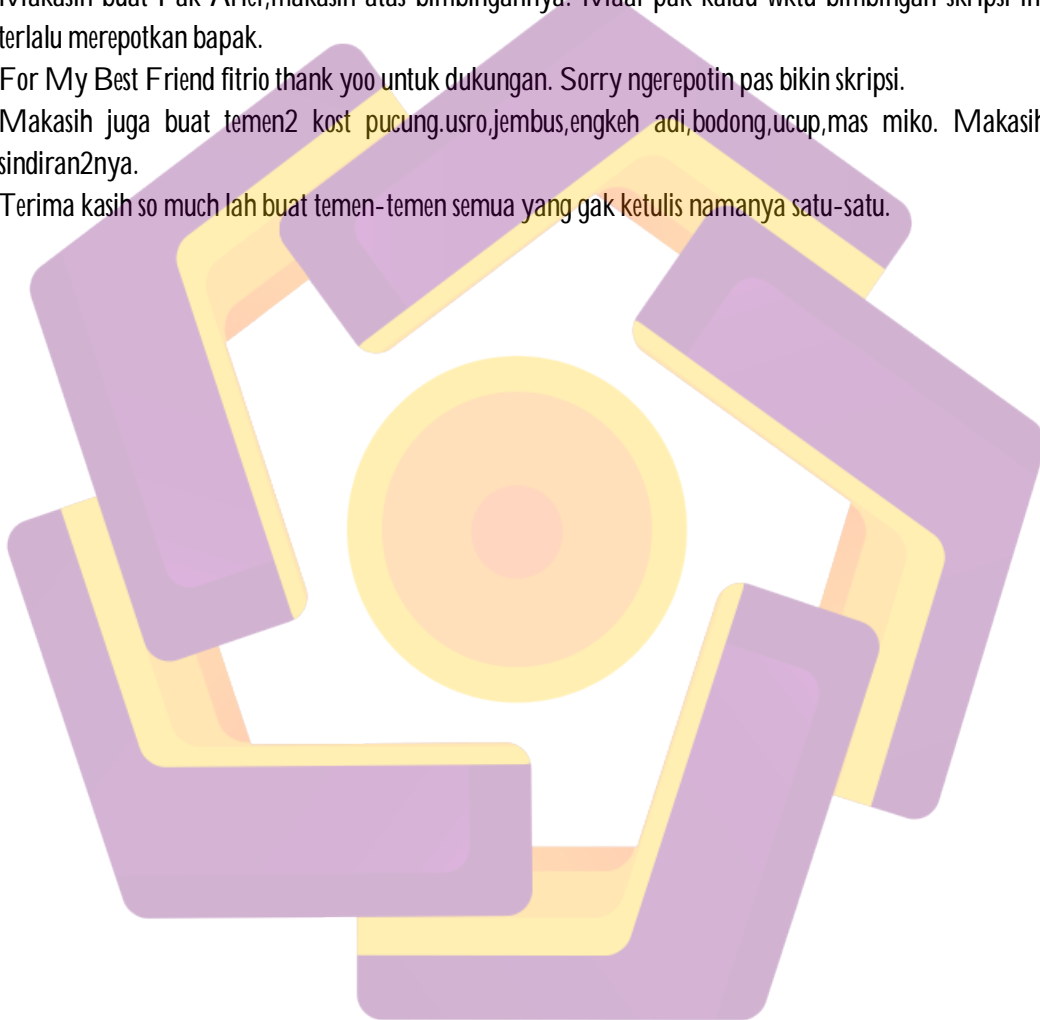 Makasih buat Pak Arief,makasih atas bimbingannya. Maaf pak kalau wktu bimbingan skripsi
terlalu merepotkan bapak.
For My Best Friend fitrio thank yoo untuk dukungan. Sorry ngerepotin pas bikin skripsi.
Makasih juga buat temen2 kost pucung.usro,jembus,engkeh adi,bodong,ucup,mas miko. Makasih
sindiran2nya.
Terima kasih so much lah buat temen-temen semua yang gak ketulis namanya satu-satu.